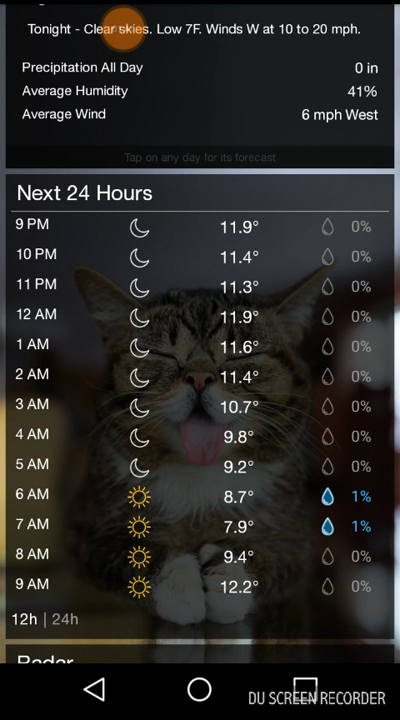 Tonight - Clear skies. Low 7F. Winds W at 10 to 20 mph.
Precipitation All Day 0 in
Average Humidity 41%
Average Wind 6 mph West
Tap on any day for its forecast
Next 24 Hours
9 PM 11.9° 0%
10 PM 11.4° 0%
11 PM 11.3° 0%
12 AM 11.9° 0%
1 AM 11.6° 0%
2 AM 11.4° 0%
3 AM 10.7° 0%
4 AM 9.8° 0%
5 AM 9.2° 0%
6 AM 8.7° 1%
7 AM 7.9° 1%
8 AM 9.4° 0%
9 AM 12.2° 0%
12h | 24h
Radar
DU SCREEN RECORDER